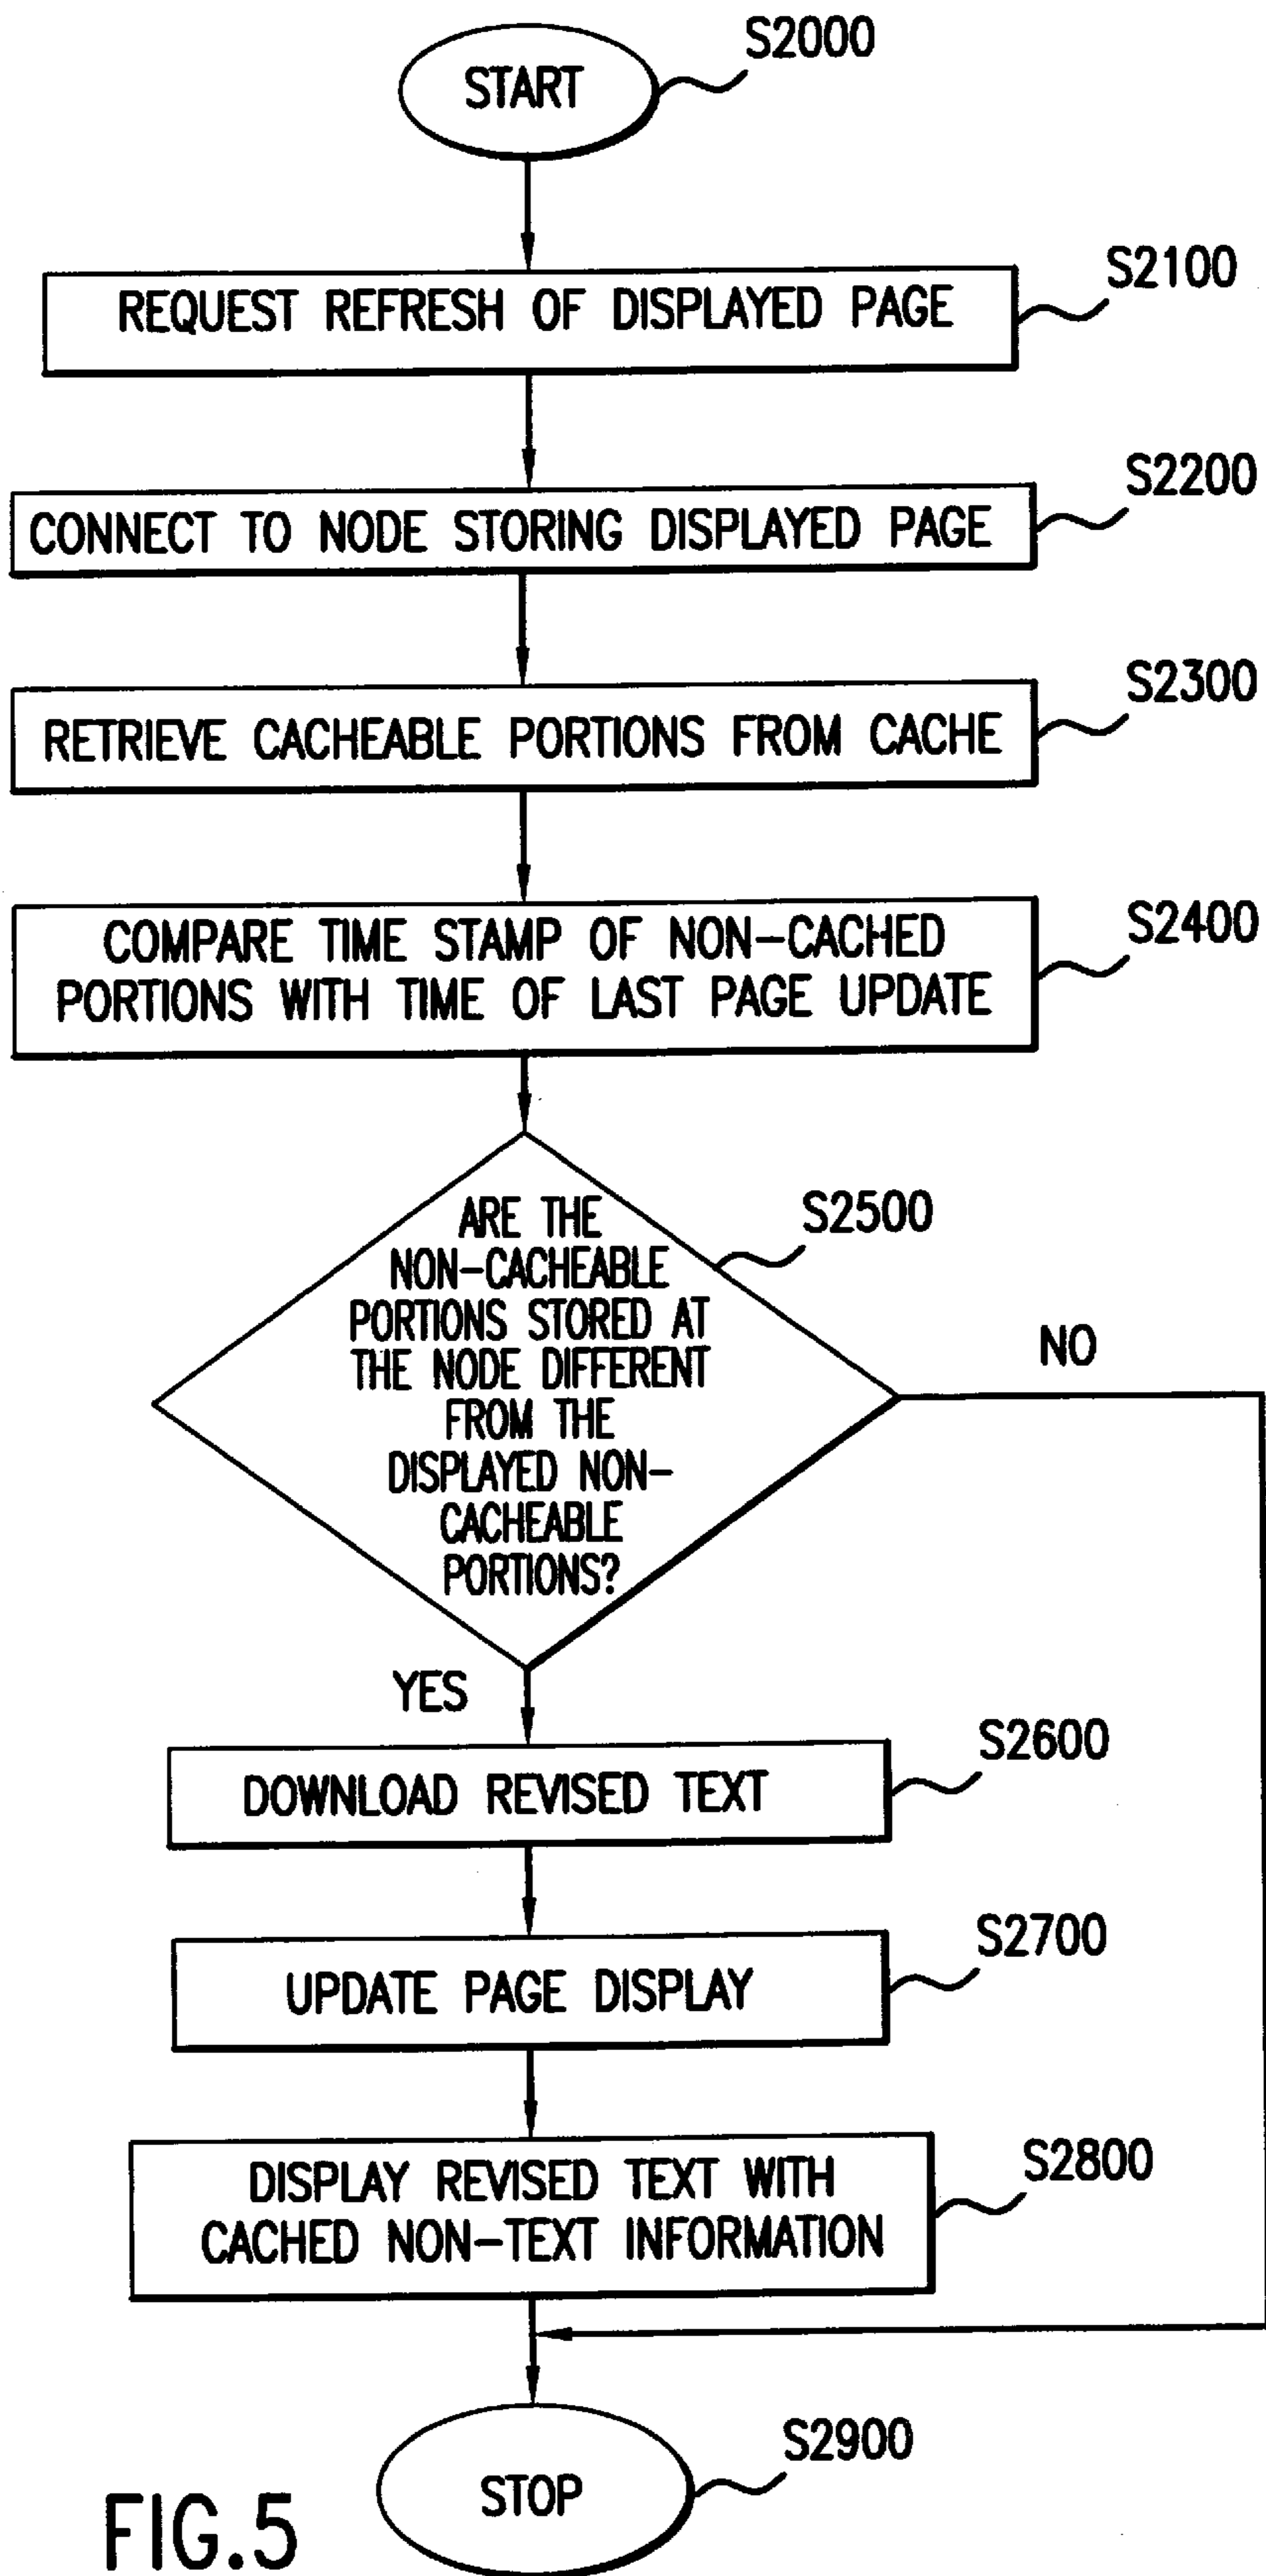 START
S2000
REQUEST REFRESH OF DISPLAYED PAGE
S2100
CONNECT TO NODE STORING DISPLAYED PAGE
S2200
RETRIEVE CACHEABLE PORTIONS FROM CACHE
S2300
COMPARE TIME STAMP OF NON-CACHED
PORTIONS WITH TIME OF LAST PAGE UPDATE
S2400
ARE THE
NON-CACHEABLE
PORTIONS STORED AT
THE NODE DIFFERENT
FROM THE
DISPLAYED NON-
CACHEABLE
PORTIONS?
S2500
NO
YES
DOWNLOAD REVISED TEXT
S2600
UPDATE PAGE DISPLAY
S2700
DISPLAY REVISED TEXT WITH
CACHED NON-TEXT INFORMATION
S2800
STOP
S2900
FIG.5